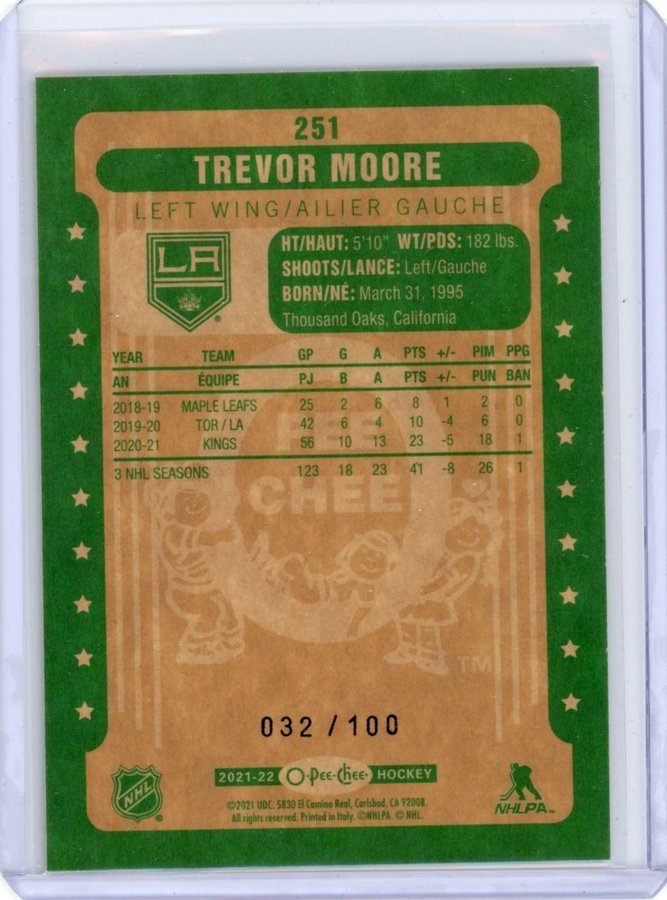 251
TREVOR MOORE
LEFT WING/AILIER GAUCHE
LA
HT/HAUT: 5'10" WT/PDS: 182 lbs.
SHOOTS/LANCE: Left/Gauche
BORN/NÉ: March 31, 1995
Thousand Oaks, California
YEAR TEAM GP G A PTS +/- PIM PPG
AN ÉQUIPE PJ B A PTS +/- PUN BAN
2018-19 MAPLE LEAFS 25 2 6 8 1 2 0
2019-20 TOR / LA 42 6 4 10 -4 6 0
2020-21 KINGS 56 10 13 23 -5 18 1
3 NHL SEASONS 123 18 23 41 -8 26 1
PEE
CHEE
TM
032 / 100
2021-22 O-Pee-Chee HOCKEY
NHL
NHLPA™
©2021 UDC. 5830 El Camino Real, Carlsbad, CA 92008.
All rights reserved. Printed in Italy. ©NHLPA. © NHL.